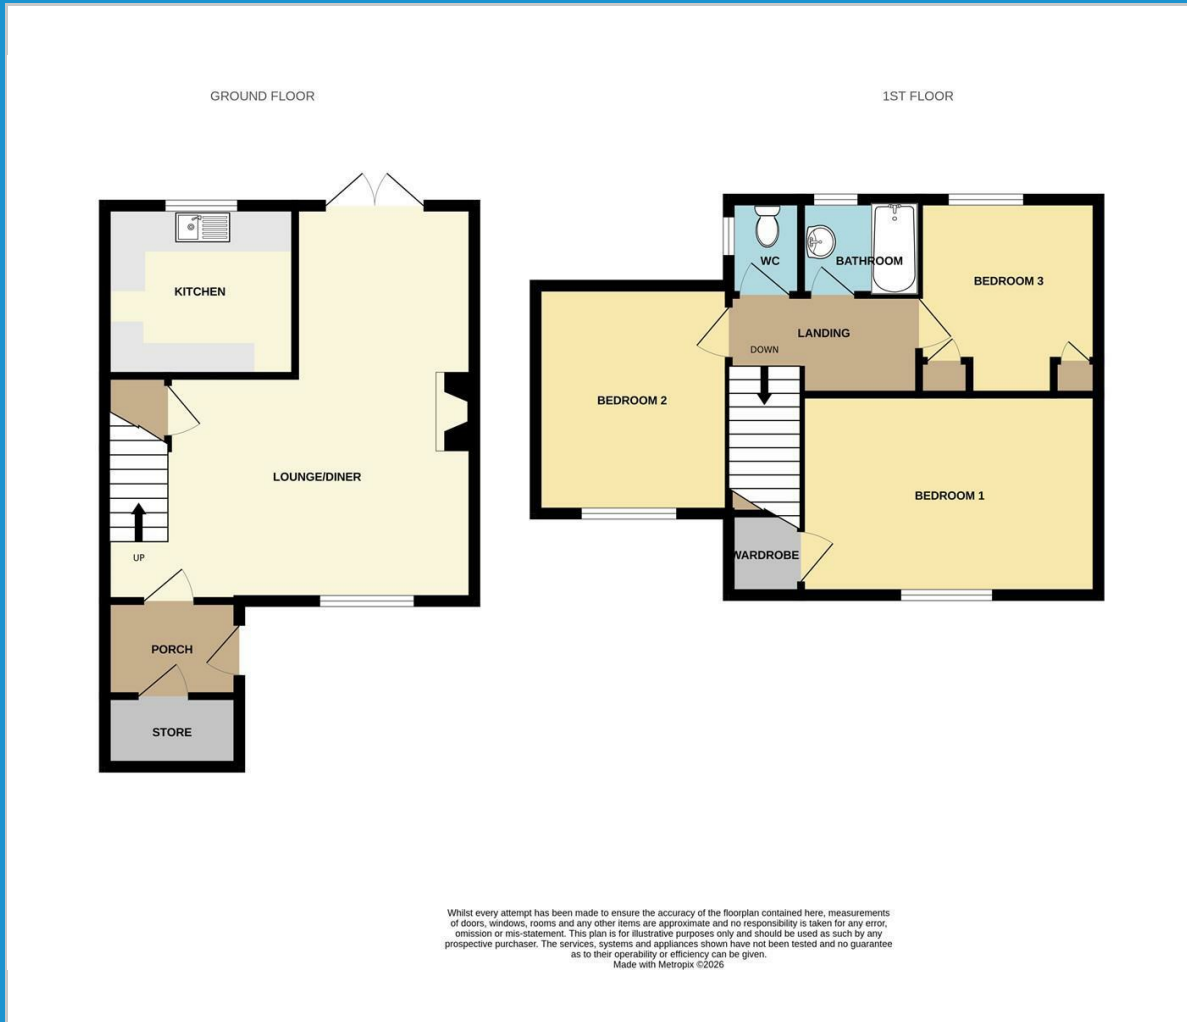 GROUND FLOOR
1ST FLOOR
KITCHEN
LOUNGE/DINER
UP
PORCH
STORE
WC
BATHROOM
BEDROOM 3
LANDING
DOWN
BEDROOM 2
BEDROOM 1
WARDROBE
Whilst every attempt has been made to ensure the accuracy of the floorplan contained here, measurements
of doors, windows, rooms and any other items are approximate and no responsibility is taken for any error,
omission or mis-statement. This plan is for illustrative purposes only and should be used as such by any
prospective purchaser. The services, systems and appliances shown have not been tested and no guarantee
as to their operability or efficiency can be given.
Made with Metropix ©2026